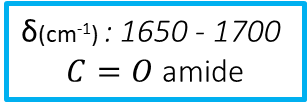 δ(cm⁻¹) : 1650 - 1700
C = O amide